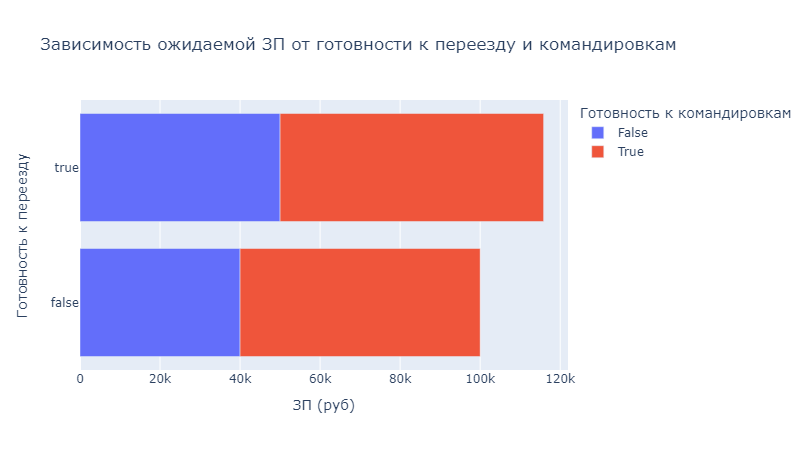 Зависимость ожидаемой ЗП от готовности к переезду и командировкам
Готовность к командировкам
False
True
Готовность к переезду
true
false
0 20k 40k 60k 80k 100k 120k
ЗП (руб)